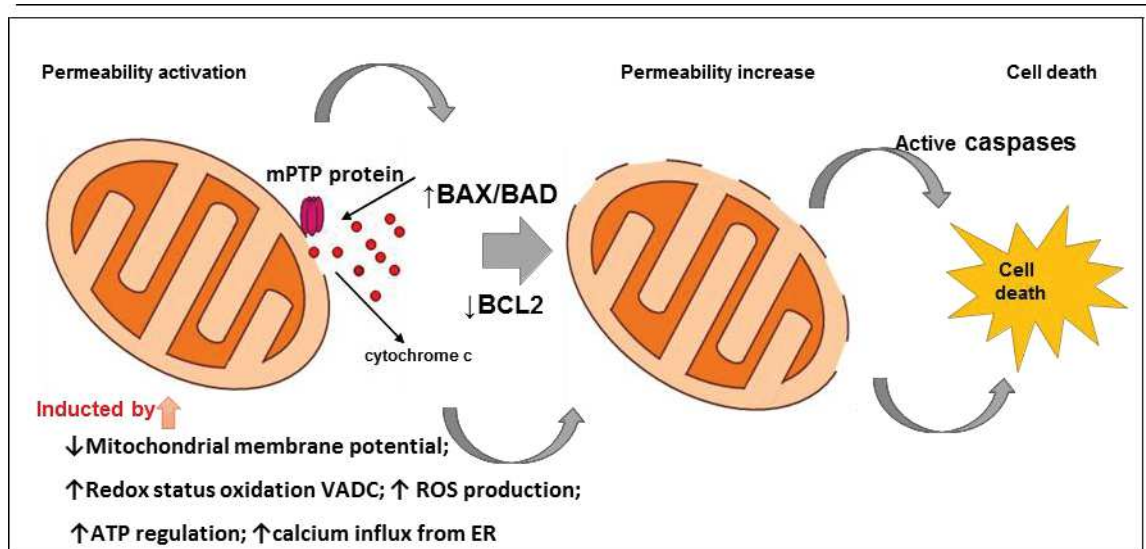 Permeability activation
Permeability increase
Cell death
Active caspases
mPTP protein
↑BAX/BAD
↓BCL2
cytochrome c
Cell
death
Inducted by
↓Mitochondrial membrane potential;
↑Redox status oxidation VADC; ↑ ROS production;
↑ATP regulation; ↑calcium influx from ER